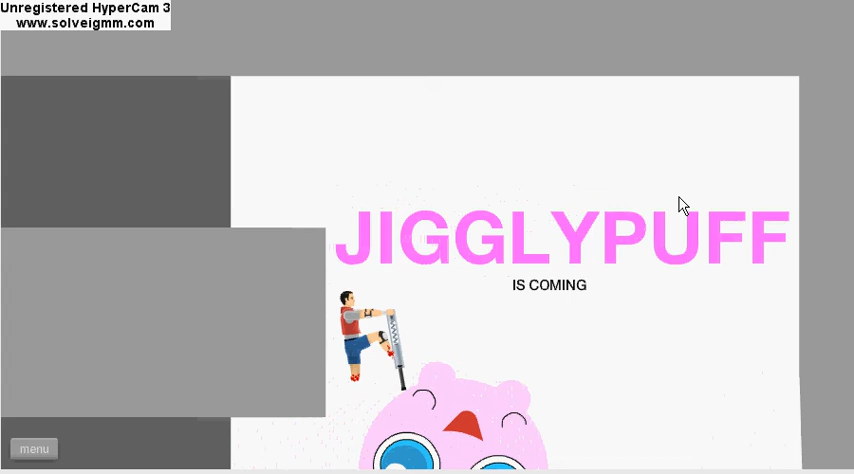 Unregistered HyperCam 3
www.solveigmm.com
JIGGLYPUFF
IS COMING
menu